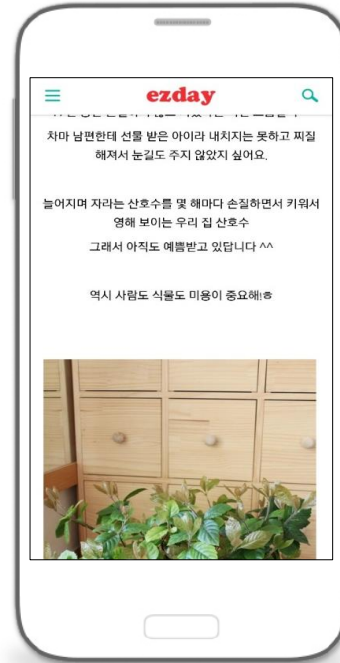 ezday
차마 남편한테 선물 받은 아이라 내치지는 못하고 찌질
해져서 눈길도 주지 않았지 싶어요.
늘어지며 자라는 산호수를 몇 해마다 손질하면서 키워서
영해 보이는 우리 집 산호수
그래서 아직도 예쁨받고 있답니다 ^^
역시 사람도 식물도 미용이 중요해!ㅎ